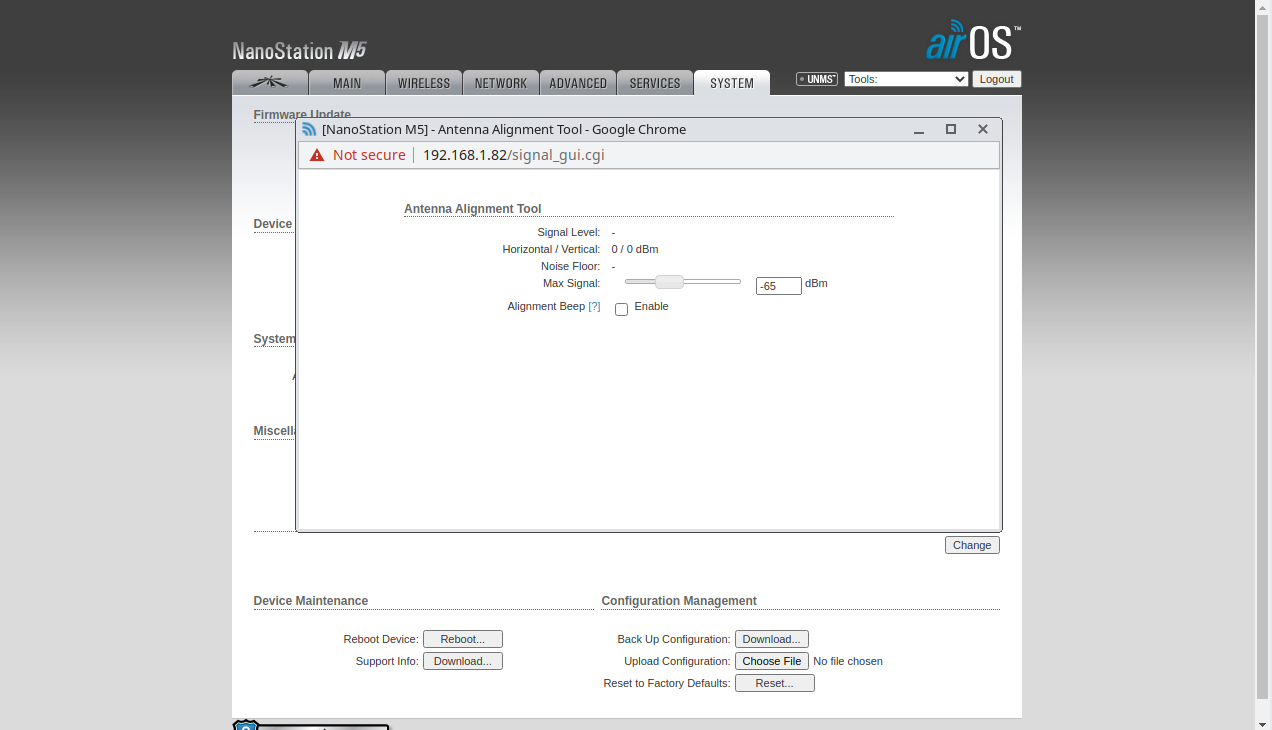 NanoStation M5
airOS™
MAIN WIRELESS NETWORK ADVANCED SERVICES SYSTEM
UNMS™ Tools: Logout
Firmware Update
[NanoStation M5] - Antenna Alignment Tool - Google Chrome
Not secure 192.168.1.82/signal_gui.cgi
Antenna Alignment Tool
Signal Level: -
Horizontal / Vertical: 0 / 0 dBm
Noise Floor: -
Max Signal: -65 dBm
Alignment Beep [?] Enable
Device
System
Miscella
Change
Device Maintenance
Reboot Device: Reboot...
Support Info: Download...
Configuration Management
Back Up Configuration: Download...
Upload Configuration: Choose File No file chosen
Reset to Factory Defaults: Reset...